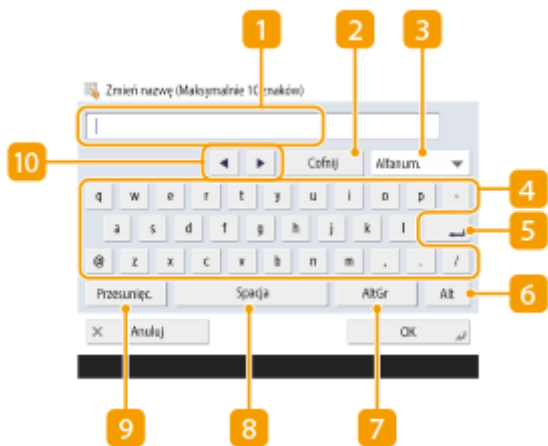 1 2 3
Zmień nazwę (Maksymalnie 10 znaków)
10 ◀ ▶ Cofnij Alfanum. ▼
q w e r t y u i o p - 4
a s d f g h j k l 5
@ z x c v b n m , . /
Przesunięc. Spacja AltGr Alt 6
× Anuluj OK
9 8 7